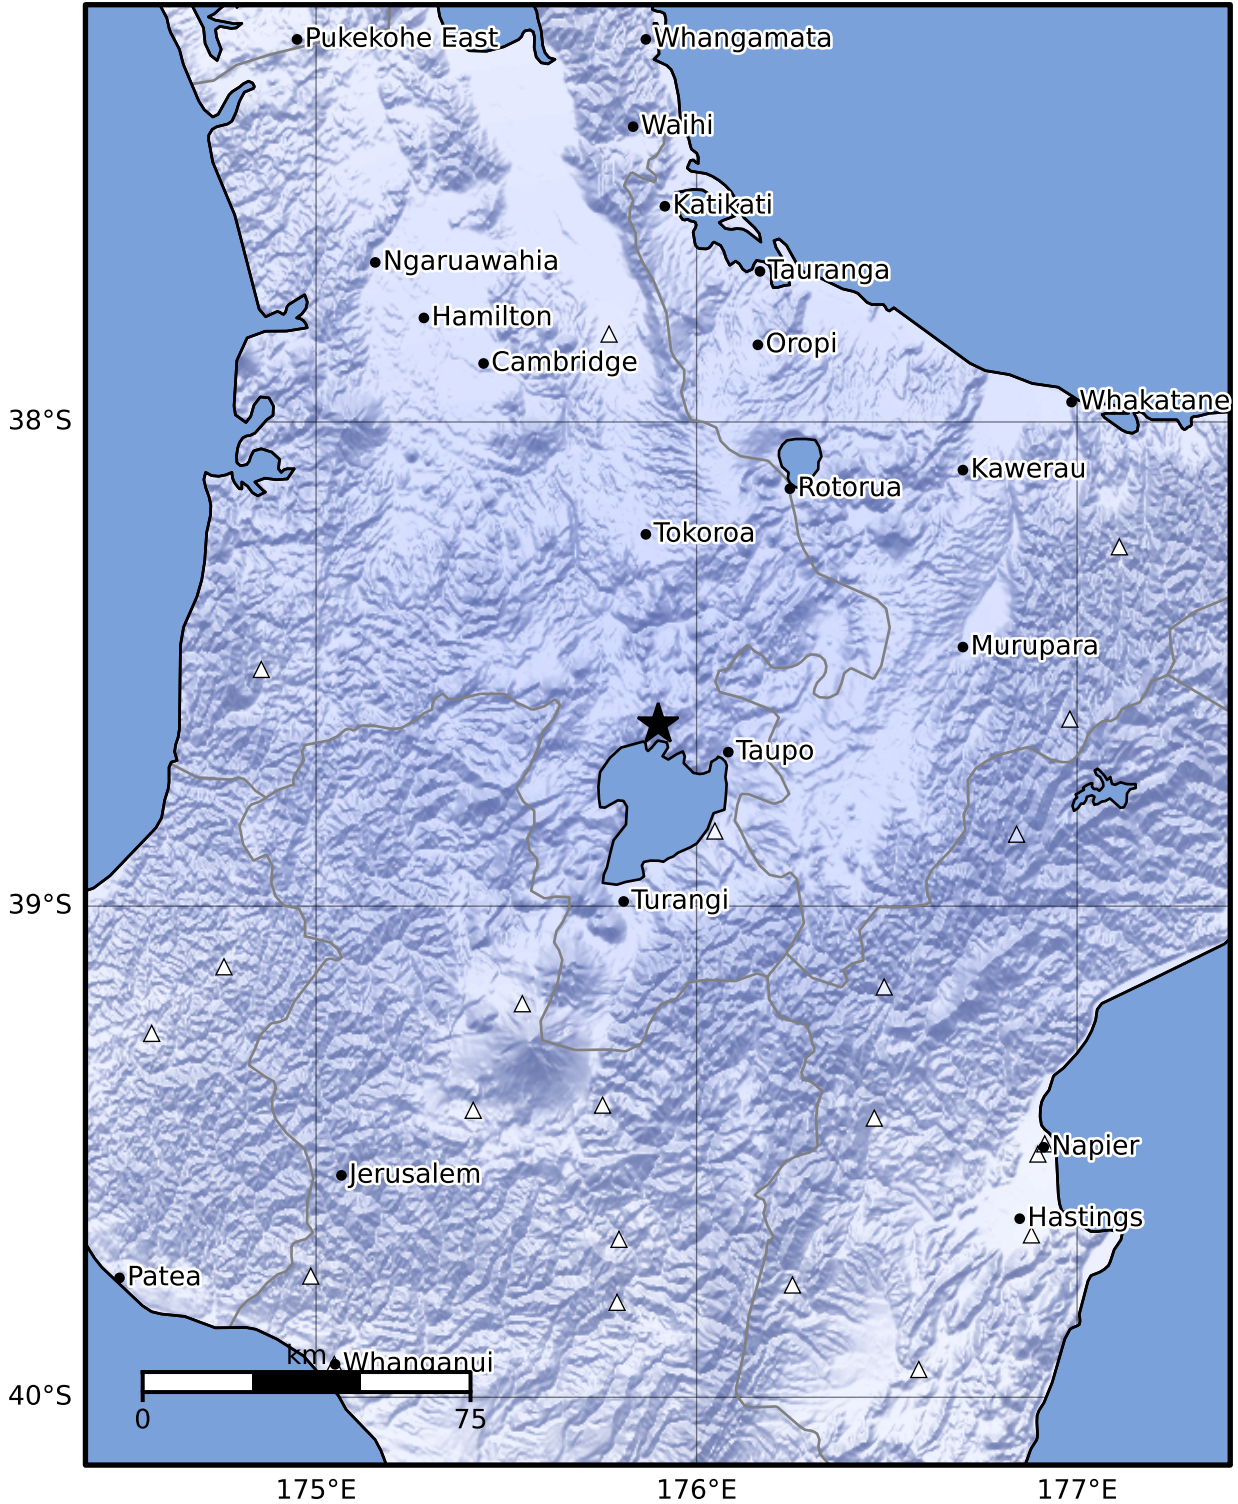 Pukekohe East
Whangamata
Waihi
Katikati
Ngaruawahia
Tauranga
Hamilton
Oropi
Cambridge
Whakatane
38°S
Kawerau
Rotorua
Tokoroa
Murupara
Taupo
39°S
Turangi
Napier
Jerusalem
Hastings
Patea
km
Whanganui
40°S
0
75
175°E
176°E
177°E